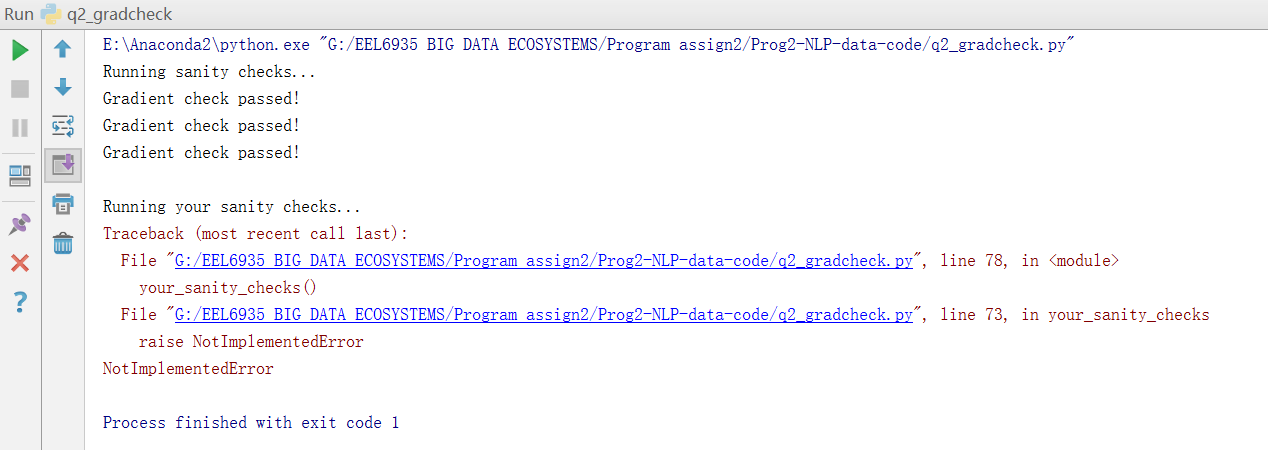 Run q2_gradcheck
E:\Anaconda2\python.exe "G:/EEL6935 BIG DATA ECOSYSTEMS/Program assign2/Prog2-NLP-data-code/q2_gradcheck.py"
Running sanity checks...
Gradient check passed!
Gradient check passed!
Gradient check passed!
Running your sanity checks...
Traceback (most recent call last):
File "G:/EEL6935 BIG DATA ECOSYSTEMS/Program assign2/Prog2-NLP-data-code/q2_gradcheck.py", line 78, in <module>
your_sanity_checks()
File "G:/EEL6935 BIG DATA ECOSYSTEMS/Program assign2/Prog2-NLP-data-code/q2_gradcheck.py", line 73, in your_sanity_checks
raise NotImplementedError
NotImplementedError
Process finished with exit code 1